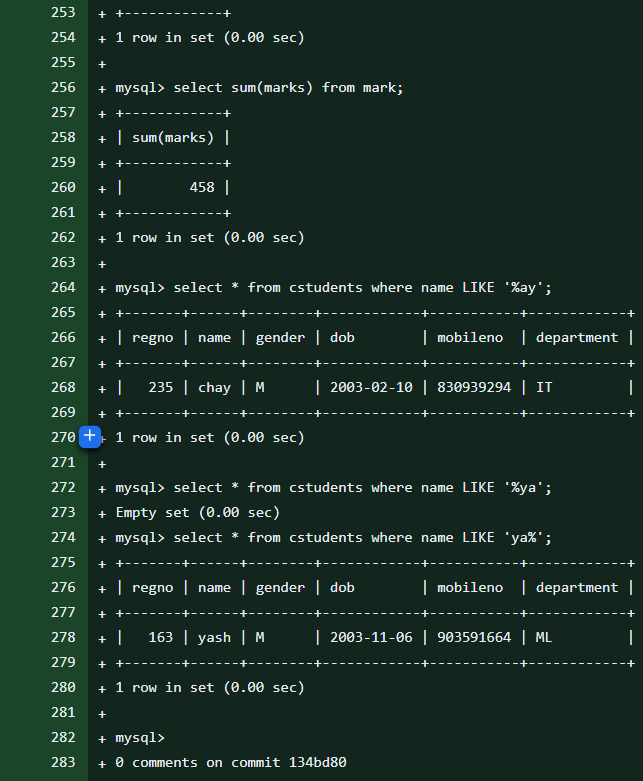 253 + +------------+
254 + 1 row in set (0.00 sec)
255 +
256 + mysql> select sum(marks) from mark;
257 + +------------+
258 + | sum(marks) |
259 + +------------+
260 + |        458 |
261 + +------------+
262 + 1 row in set (0.00 sec)
263 +
264 + mysql> select * from cstudents where name LIKE '%ay';
265 + +-------+------+--------+------------+-----------+------------+
266 + | regno | name | gender | dob        | mobileno  | department |
267 + +-------+------+--------+------------+-----------+------------+
268 + |   235 | chay | M      | 2003-02-10 | 830939294 | IT         |
269 + +-------+------+--------+------------+-----------+------------+
270 + 1 row in set (0.00 sec)
271 +
272 + mysql> select * from cstudents where name LIKE '%ya';
273 + Empty set (0.00 sec)
274 + mysql> select * from cstudents where name LIKE 'ya%';
275 + +-------+------+--------+------------+-----------+------------+
276 + | regno | name | gender | dob        | mobileno  | department |
277 + +-------+------+--------+------------+-----------+------------+
278 + |   163 | yash | M      | 2003-11-06 | 903591664 | ML         |
279 + +-------+------+--------+------------+-----------+------------+
280 + 1 row in set (0.00 sec)
281 +
282 + mysql>
283 + 0 comments on commit 134bd80